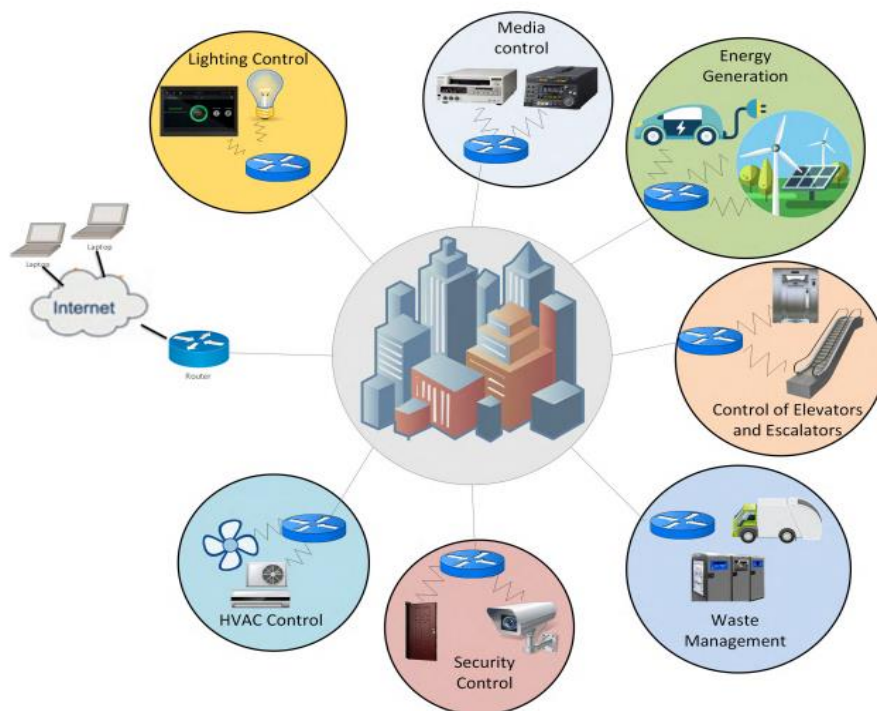 Lighting Control
Media
control
Energy
Generation
Laptop
Laptop
Internet
Router
Control of Elevators
and Escalators
HVAC Control
Security
Control
Waste
Management